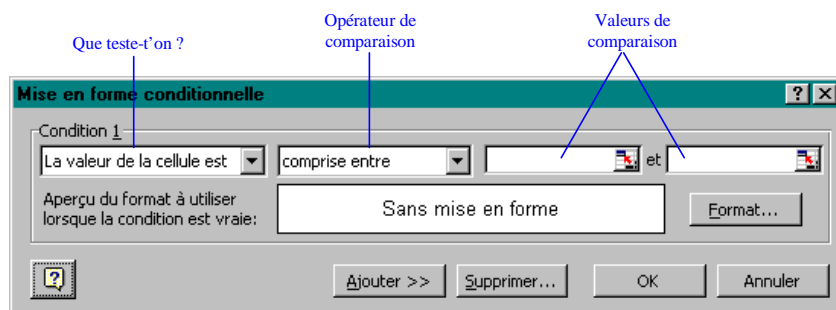 Que teste-t'on ?
Opérateur de
comparaison
Valeurs de
comparaison
Mise en forme conditionnelle
Condition 1
La valeur de la cellule est
comprise entre
et
Aperçu du format à utiliser
lorsque la condition est vraie:
Sans mise en forme
Format...
Ajouter >>
Supprimer...
OK
Annuler